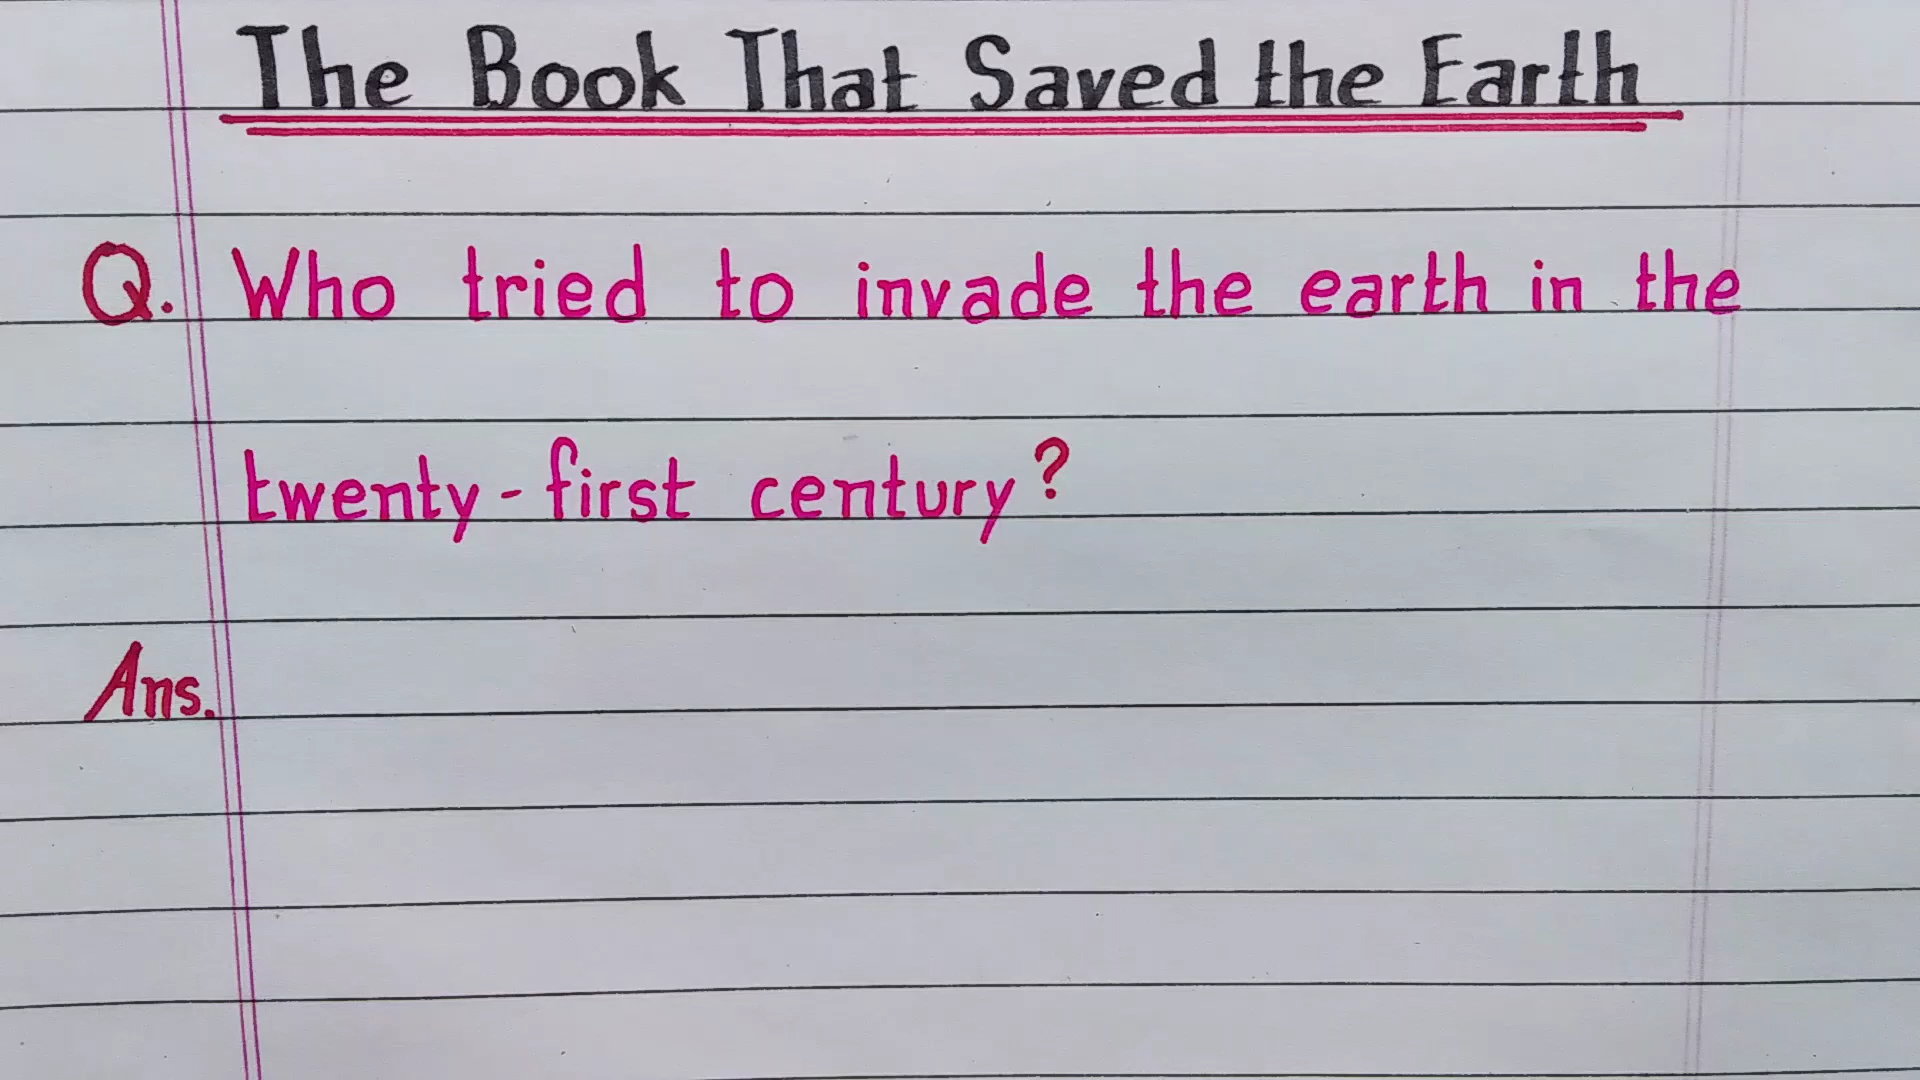 The Book That Saved the Earth
Q. Who tried to invade the earth in the
twenty-first century?
Ans.